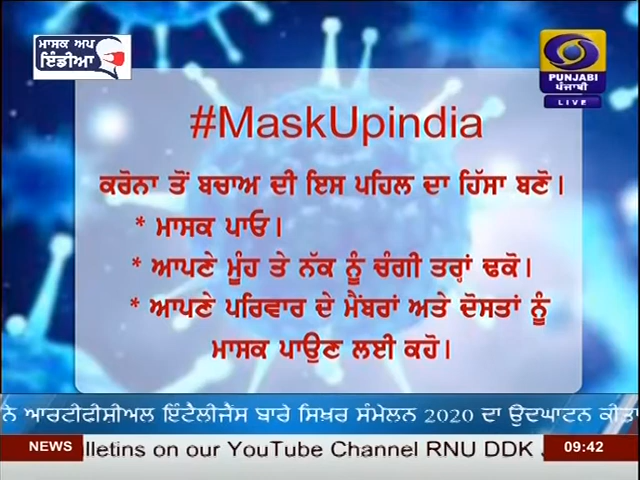 ਮਾਸਕ ਅਪ
ਇੰਡੀਆ
PUNJABI
ਪੰਜਾਬੀ
LIVE
#MaskUpindia
ਕਰੋਨਾ ਤੋਂ ਬਚਾਅ ਦੀ ਇਸ ਪਹਿਲ ਦਾ ਹਿੱਸਾ ਬਣੋ।
* ਮਾਸਕ ਪਾਓ।
* ਆਪਣੇ ਮੂੰਹ ਤੇ ਨੱਕ ਨੂੰ ਚੰਗੀ ਤਰ੍ਹਾਂ ਢਕੋ।
* ਆਪਣੇ ਪਰਿਵਾਰ ਦੇ ਮੈਂਬਰਾਂ ਅਤੇ ਦੋਸਤਾਂ ਨੂੰ
ਮਾਸਕ ਪਾਉਣ ਲਈ ਕਹੋ।
ਨੇ ਆਰਟੀਫੀਸ਼ੀਅਲ ਇੰਟੈਲੀਜੈਂਸ ਬਾਰੇ ਸਿਖ਼ਰ ਸੰਮੇਲਨ 2020 ਦਾ ਉਦਘਾਟਨ ਕੀਤਾ
NEWS lletins on our YouTube Channel RNU DDK 09:42